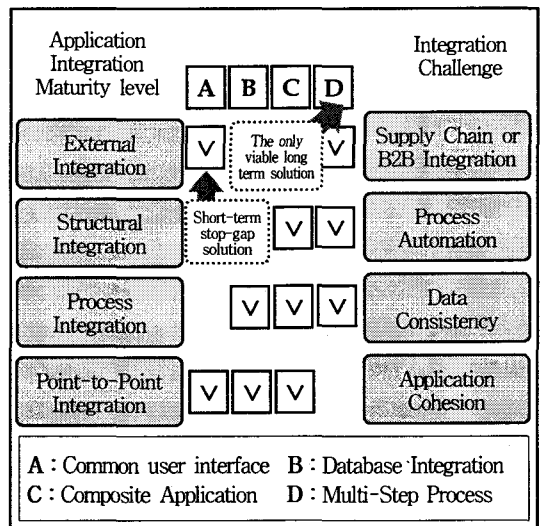 Application
Integration
Maturity level
Integration
Challenge
A B C D
External
Integration
V
The only
viable long
term solution
V
Supply Chain or
B2B Integration
Structural
Integration
Short-term
stop-gap
solution
V V
Process
Automation
Process
Integration
V V V
Data
Consistency
Point-to-Point
Integration
V V V
Application
Cohesion
A : Common user interface B : Database Integration
C : Composite Application D : Multi-Step Process